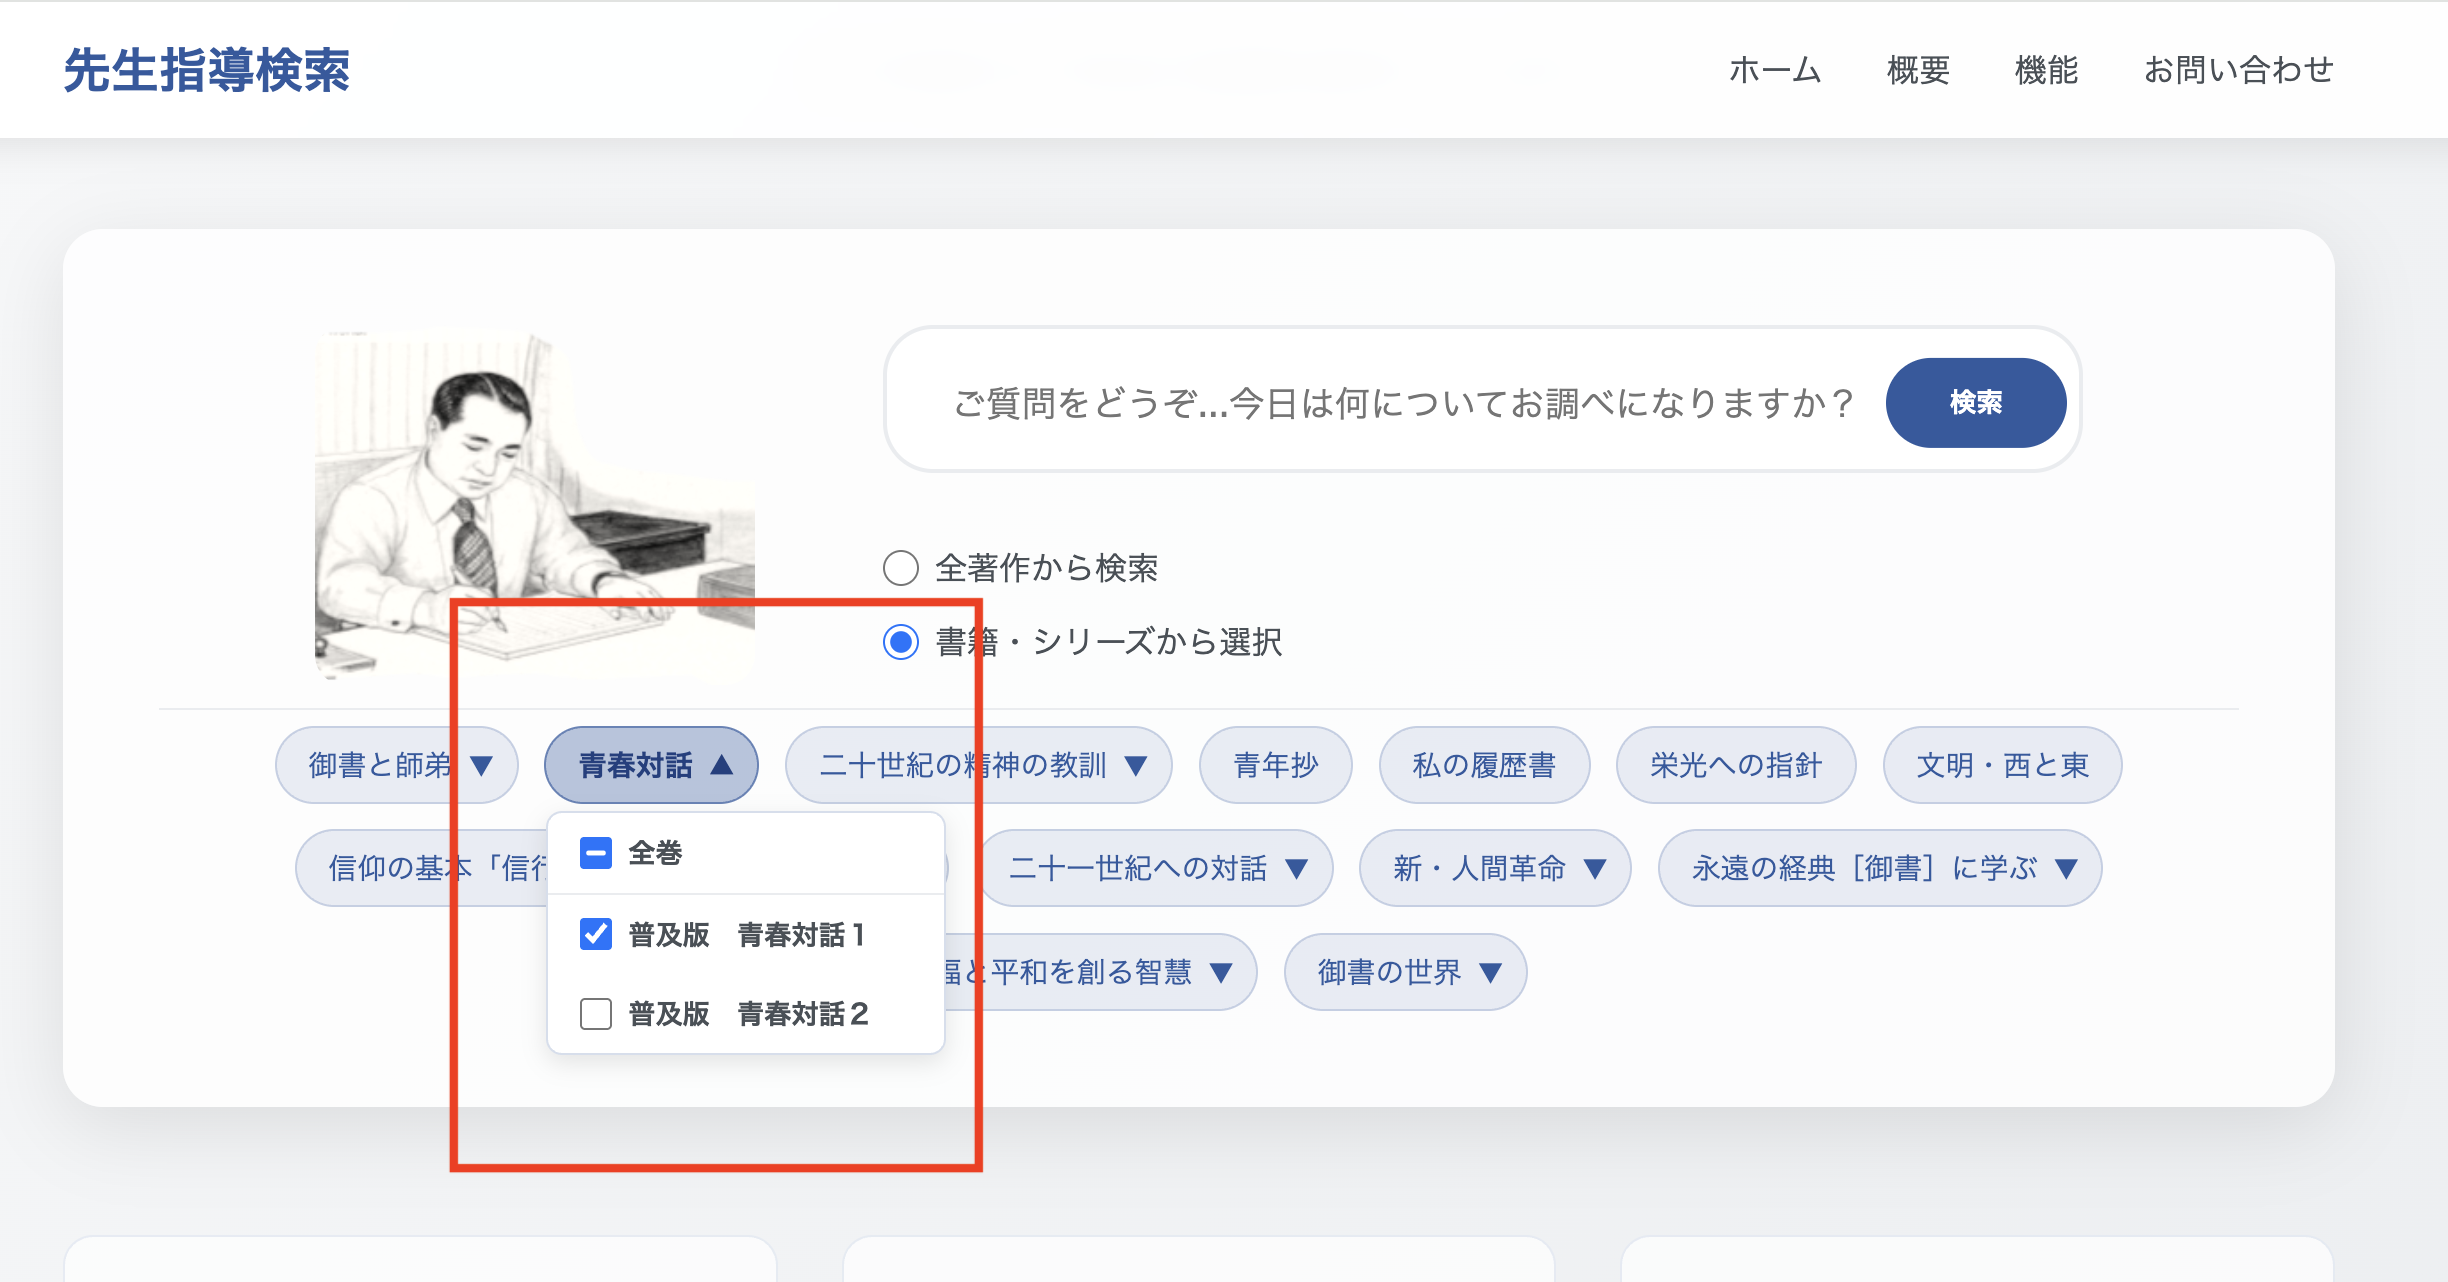 先生指導検索
ホーム 概要 機能 お問い合わせ
ご質問をどうぞ...今日は何についてお調べになりますか？ 検索
全著作から検索
書籍・シリーズから選択
御書と師弟 ▼ 青春対話 ▲ 二十世紀の精神の教訓 ▼ 青年抄 私の履歴書 栄光への指針 文明・西と東
信仰の基本「信行 二十一世紀への対話 ▼ 新・人間革命 ▼ 永遠の経典［御書］に学ぶ ▼
全巻
普及版　青春対話１
と平和を創る智慧 ▼ 御書の世界 ▼
普及版　青春対話２